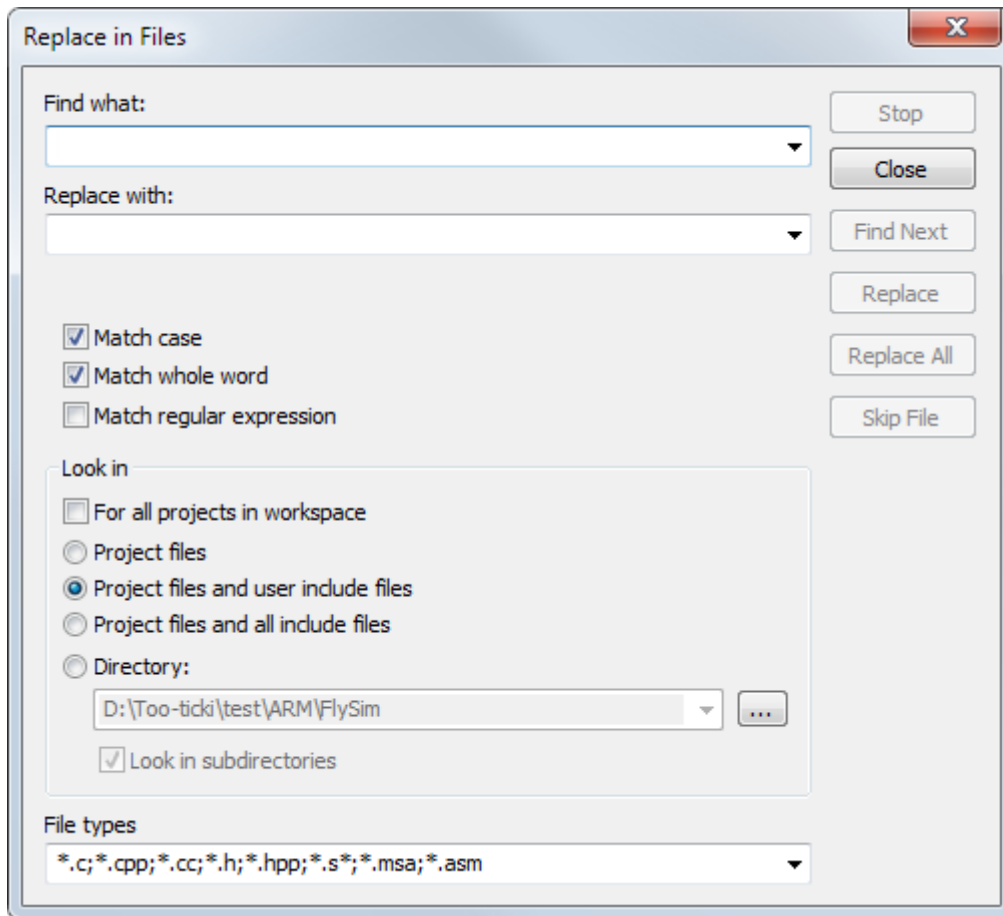 Replace in Files
Find what:
Stop
Close
Replace with:
Find Next
Replace
Match case
Replace All
Match whole word
Match regular expression
Skip File
Look in
For all projects in workspace
Project files
Project files and user include files
Project files and all include files
Directory:
D:\Too-ticki\test\ARM\FlySim
...
Look in subdirectories
File types
*.c;*.cpp;*.cc;*.h;*.hpp;*.s*;*.msa;*.asm